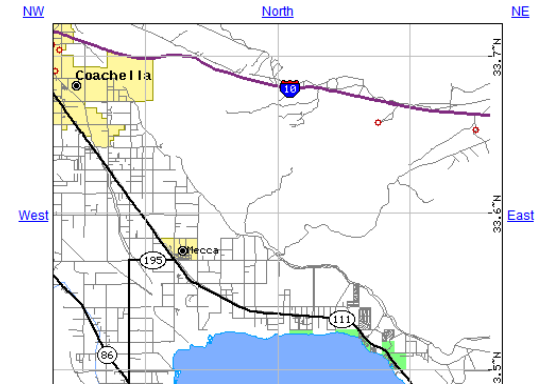 NW North NE
33.7°N
Coachella
10
33.6°N
West East
Mecca
195
111
33.5°N
86